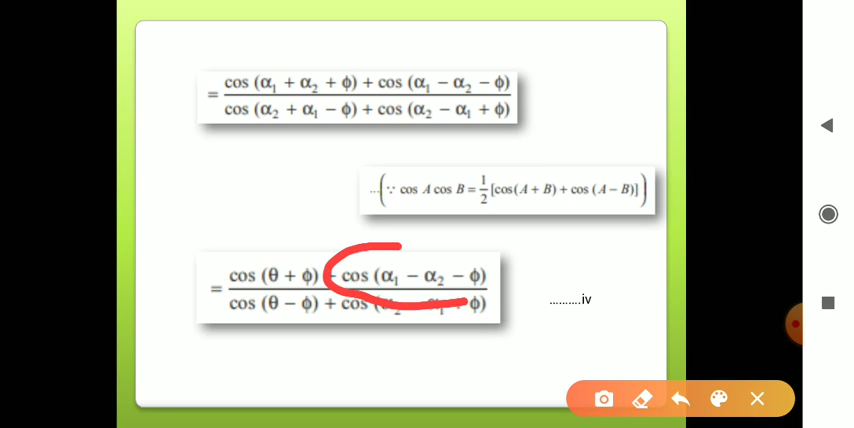 = cos (α₁ + α₂ + ϕ) + cos (α₁ − α₂ − ϕ)
cos (α₂ + α₁ − ϕ) + cos (α₂ − α₁ + ϕ)
...(∵ cos A cos B = 1/2 [cos(A + B) + cos (A − B)])
= cos (θ + ϕ) cos (α₁ − α₂ − ϕ)
cos (θ − ϕ) + cos ( ϕ)
..........iv